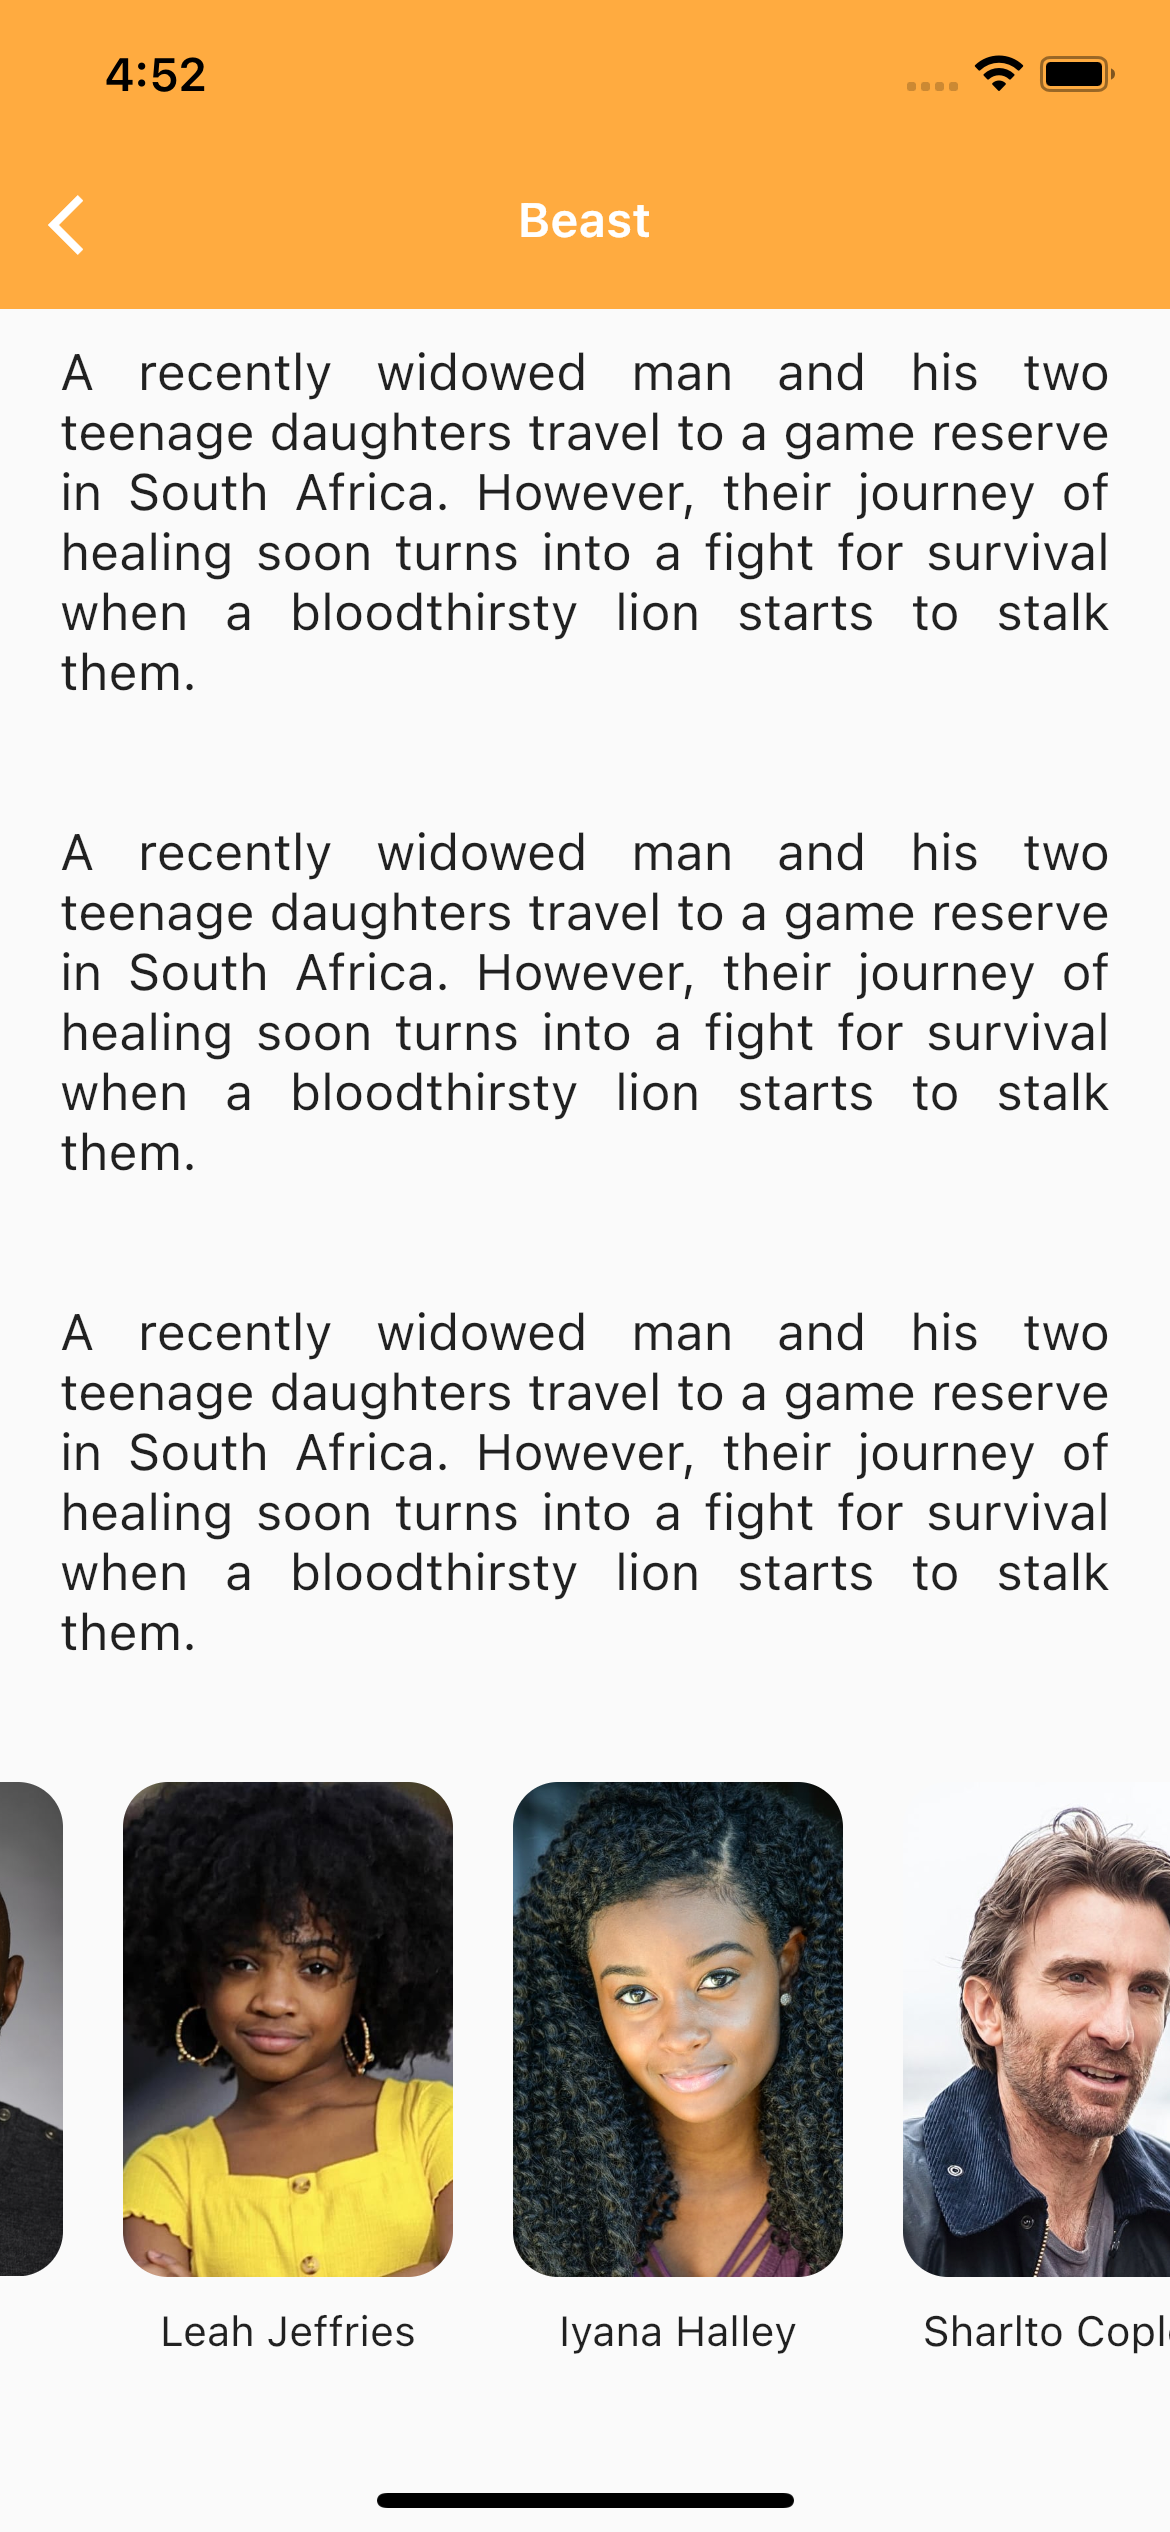 4:52
Beast
A recently widowed man and his two
teenage daughters travel to a game reserve
in South Africa. However, their journey of
healing soon turns into a fight for survival
when a bloodthirsty lion starts to stalk
them.
A recently widowed man and his two
teenage daughters travel to a game reserve
in South Africa. However, their journey of
healing soon turns into a fight for survival
when a bloodthirsty lion starts to stalk
them.
A recently widowed man and his two
teenage daughters travel to a game reserve
in South Africa. However, their journey of
healing soon turns into a fight for survival
when a bloodthirsty lion starts to stalk
them.
Leah Jeffries
Iyana Halley
Sharlto Copl